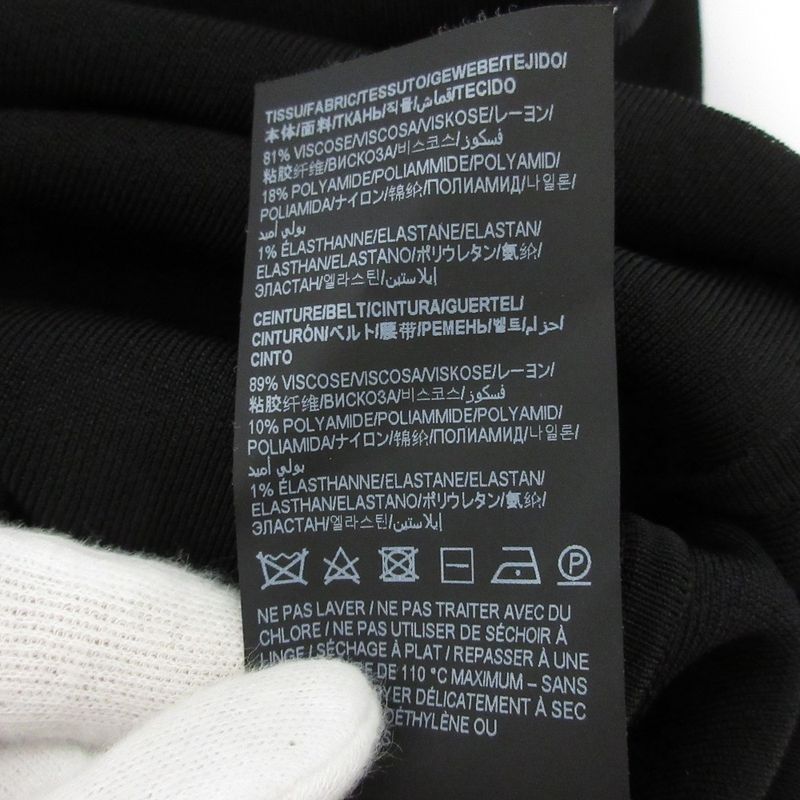 TISSU/FABRIC/TESSUTO/GEWEBE/TEJIDO/
本体/面料/ТКАНЬ/직물/قماش/TECIDO
81% VISCOSE/VISCOSA/VISKOSE/レーヨン/
粘胶纤维/ВИСКОЗА/비스코스/فسكوز
18% POLYAMIDE/POLIAMMIDE/POLYAMID/
POLIAMIDA/ナイロン/锦纶/ПОЛИАМИД/나일론/
بولي أميد
1% ÉLASTHANNE/ELASTANE/ELASTAN/
ELASTHAN/ELASTANO/ポリウレタン/氨纶/
ЭЛАСТАН/엘라스틴/إيلاستين
CEINTURE/BELT/CINTURA/GUERTEL/
CINTURÓN/ベルト/腰带/РЕМЕНЬ/벨트/حزام/
CINTO
89% VISCOSE/VISCOSA/VISKOSE/レーヨン/
粘胶纤维/ВИСКОЗА/비스코스/فسكوز
10% POLYAMIDE/POLIAMMIDE/POLYAMID/
POLIAMIDA/ナイロン/锦纶/ПОЛИАМИД/나일론/
بولي أميد
1% ÉLASTHANNE/ELASTANE/ELASTAN/
ELASTHAN/ELASTANO/ポリウレタン/氨纶/
ЭЛАСТАН/엘라스틴/إيلاستين
P
NE PAS LAVER / NE PAS TRAITER AVEC DU
CHLORE / NE PAS UTILISER DE SÉCHOIR À
LINGE / SÉCHAGE À PLAT / REPASSER À UNE
DE 110 °C MAXIMUM – SANS
DÉLICATEMENT À SEC
OU